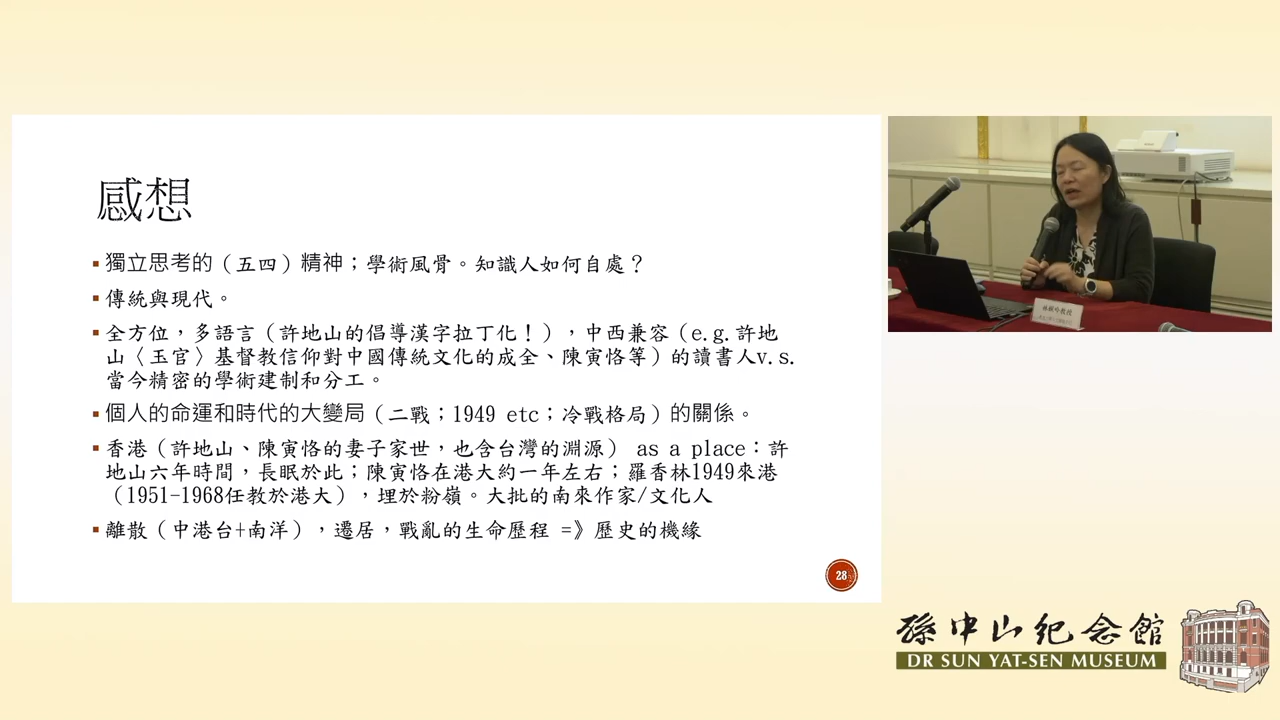 感想
獨立思考的（五四）精神；學術風骨。知識人如何自處？
傳統與現代。
全方位，多語言（許地山的倡導漢字拉丁化！），中西兼容（e.g.許地
山〈玉官〉基督教信仰對中國傳統文化的成全、陳寅恪等）的讀書人v.s.
當今精密的學術建制和分工。
個人的命運和時代的大變局（二戰；1949 etc；冷戰格局）的關係。
香港（許地山、陳寅恪的妻子家世，也含台灣的淵源） as a place：許
地山六年時間，長眠於此；陳寅恪在港大約一年左右；羅香林1949來港
（1951-1968任教於港大），埋於粉嶺。大批的南來作家/文化人
離散（中港台+南洋），遷居，戰亂的生命歷程 =》歷史的機緣
28
孫中山紀念館
DR SUN YAT-SEN MUSEUM